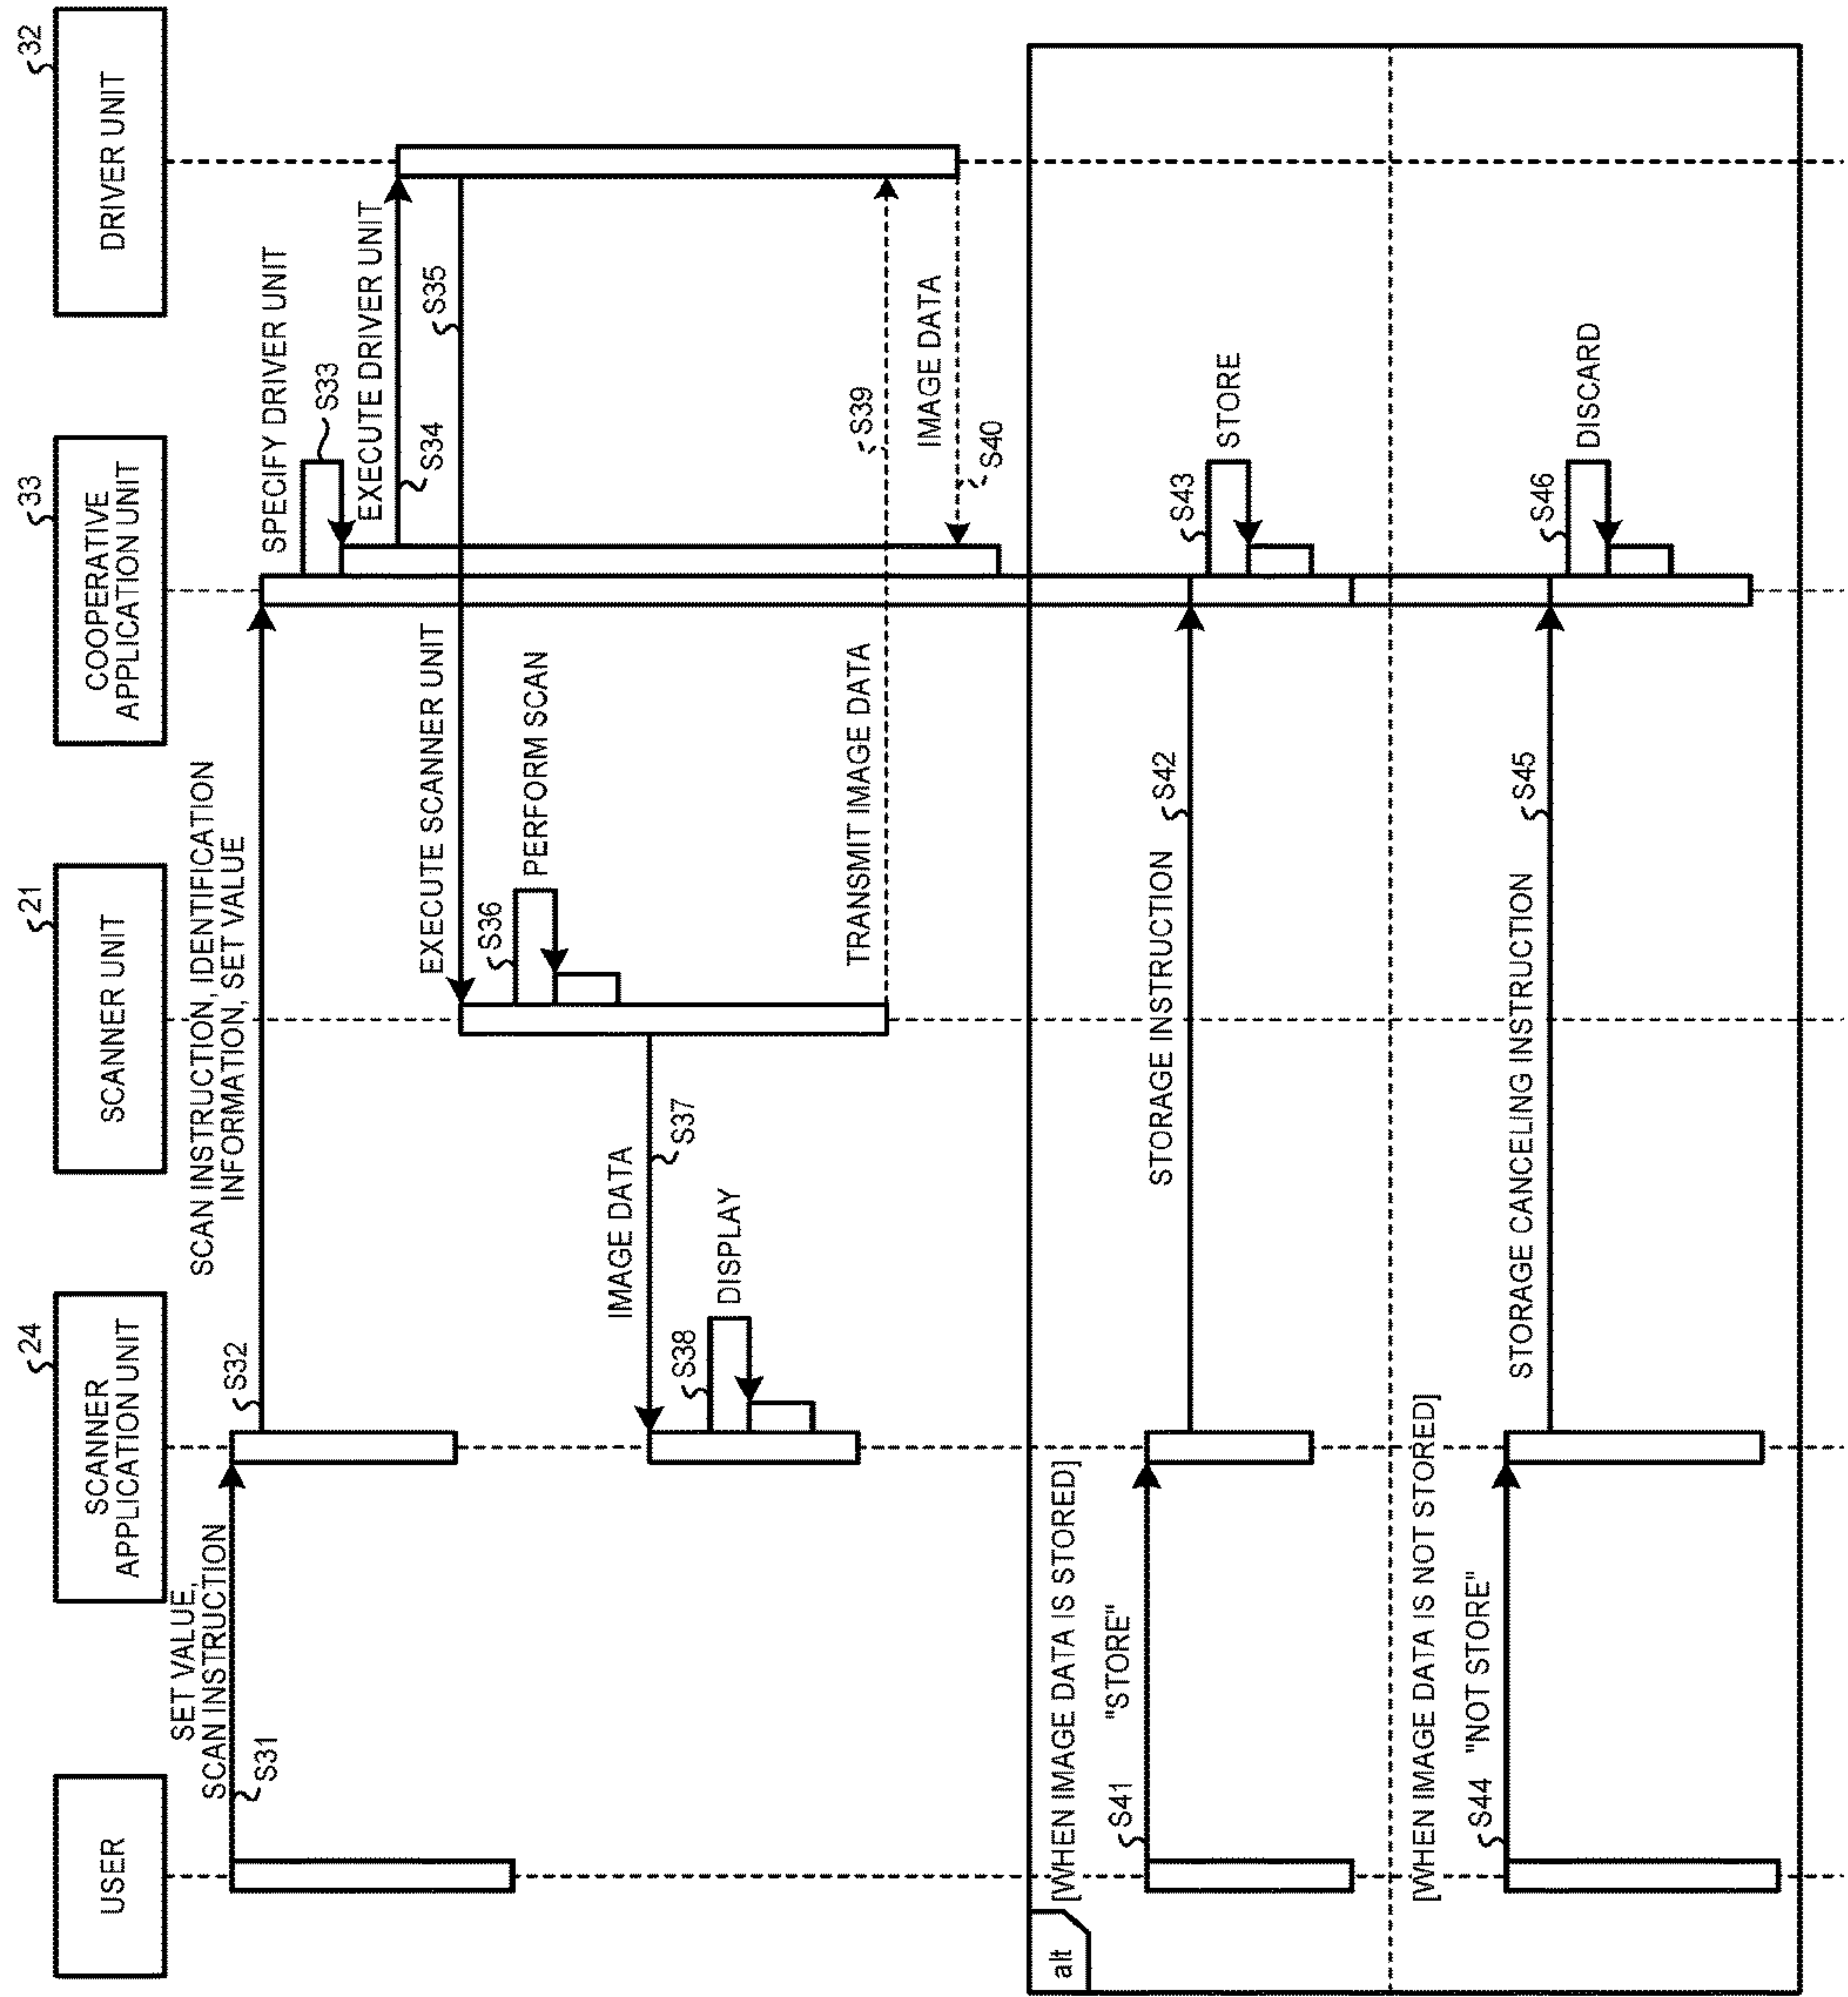 USER
24
SCANNER
APPLICATION UNIT
21
SCANNER UNIT
33
COOPERATIVE
APPLICATION UNIT
32
DRIVER UNIT
SET VALUE,
SCAN INSTRUCTION
S31
S32
SCAN INSTRUCTION, IDENTIFICATION
INFORMATION, SET VALUE
SPECIFY DRIVER UNIT
S33
EXECUTE DRIVER UNIT
S34
S35
EXECUTE SCANNER UNIT
S36
PERFORM SCAN
IMAGE DATA
S37
S38
DISPLAY
TRANSMIT IMAGE DATA
S39
IMAGE DATA
S40
alt
[WHEN IMAGE DATA IS STORED]
S41
"STORE"
STORAGE INSTRUCTION
S42
S43
STORE
[WHEN IMAGE DATA IS NOT STORED]
S44
"NOT STORE"
STORAGE CANCELING INSTRUCTION
S45
S46
DISCARD